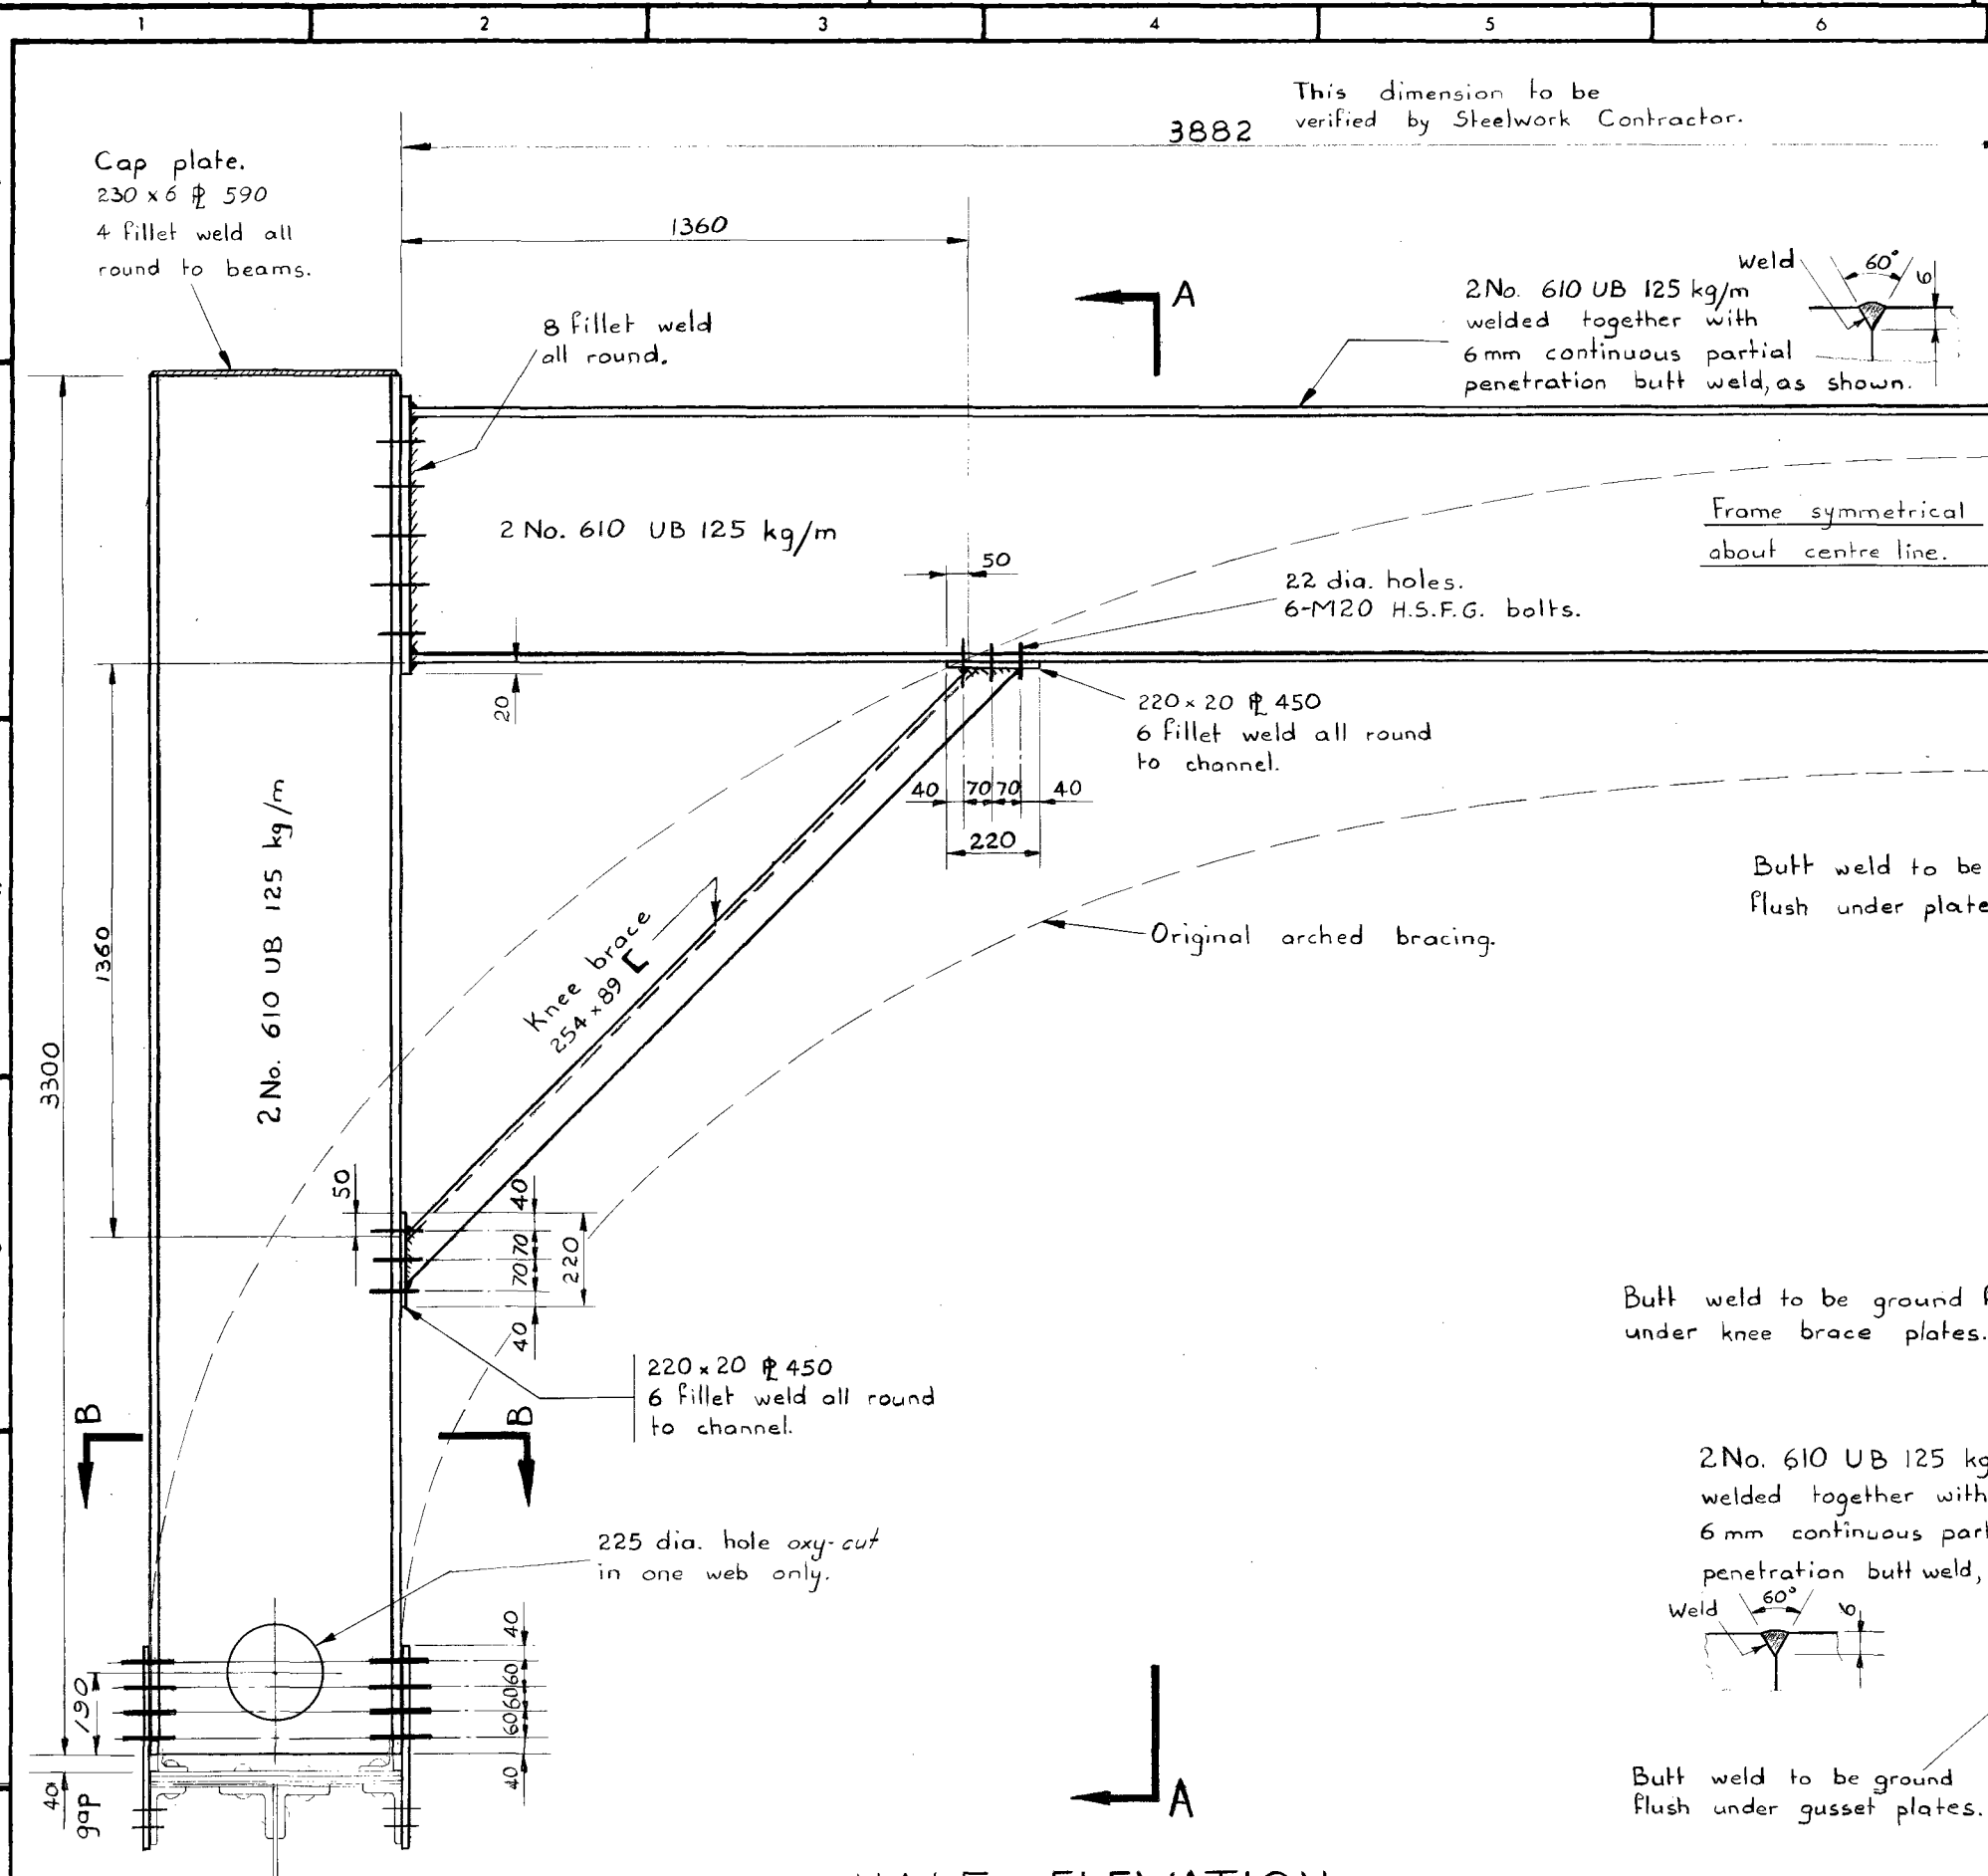 1 2 3 4 5 6
This dimension to be
verified by Steelwork Contractor.
3882
Cap plate.
230 x 6 ⅊ 590
4 fillet weld all
round to beams.
1360
A
8 fillet weld
all round.
2No. 610 UB 125 kg/m
welded together with
6mm continuous partial
penetration butt weld, as shown.
Weld
60°
6
2 No. 610 UB 125 kg/m
Frame symmetrical
about centre line.
50
22 dia. holes.
6-M20 H.S.F.G. bolts.
20
220 x 20 ⅊ 450
6 fillet weld all round
to channel.
40 70 70 40
220
2 No. 610 UB 125 kg/m
1360
3300
Knee brace
254 x 89 [
Original arched bracing.
Butt weld to be
flush under plate
50
40
70
70
40
220
Butt weld to be ground
under knee brace plates.
220 x 20 ⅊ 450
6 fillet weld all round
to channel.
B
B
2No. 610 UB 125 kg
welded together with
6 mm continuous part
penetration butt weld,
Weld
60°
6
225 dia. hole oxy-cut
in one web only.
40
60
60
60
40
190
40
gap
A
Butt weld to be ground
flush under gusset plates.
HALF ELEVATION